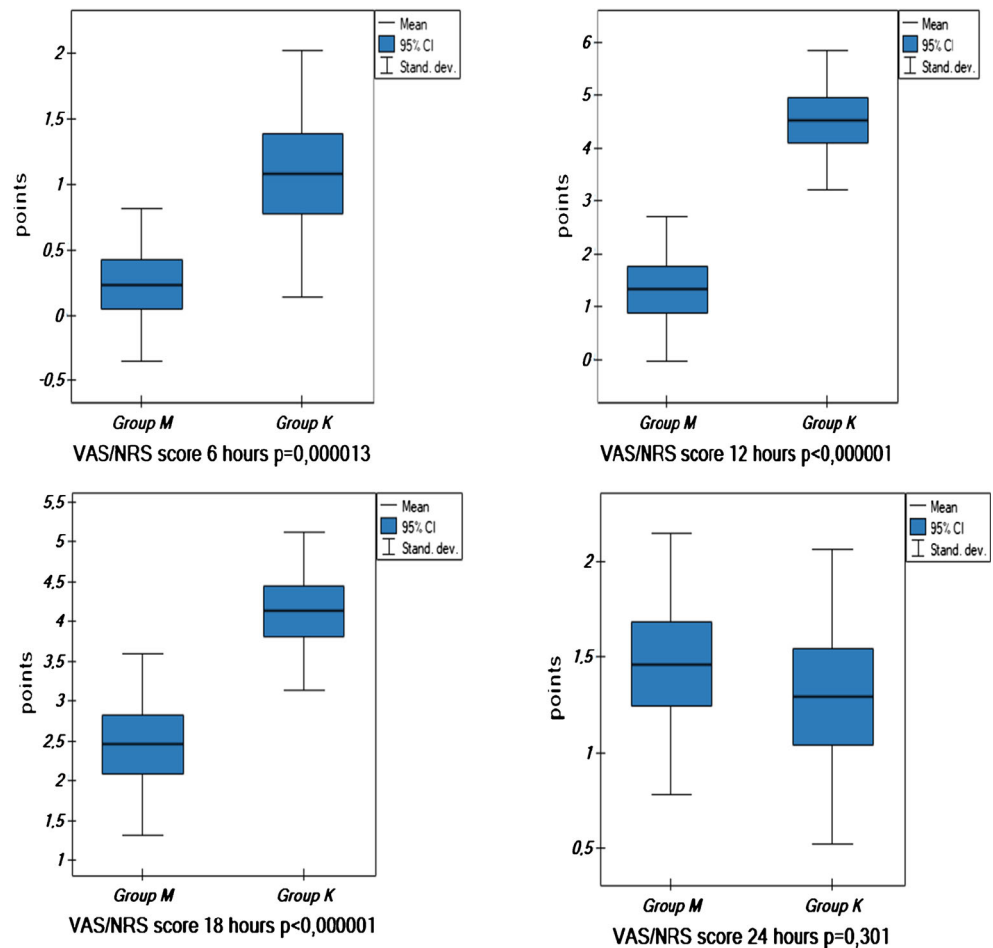 Mean
95% CI
Stand. dev.
points
2
1,5
1
0,5
0
-0,5
Group M
Group K
VAS/NRS score 6 hours p=0,000013
Mean
95% CI
Stand. dev.
points
6
5
4
3
2
1
0
Group M
Group K
VAS/NRS score 12 hours p<0,000001
Mean
95% CI
Stand. dev.
points
5,5
5
4,5
4
3,5
3
2,5
2
1,5
1
Group M
Group K
VAS/NRS score 18 hours p<0,000001
Mean
95% CI
Stand. dev.
points
2
1,5
1
0,5
Group M
Group K
VAS/NRS score 24 hours p=0,301